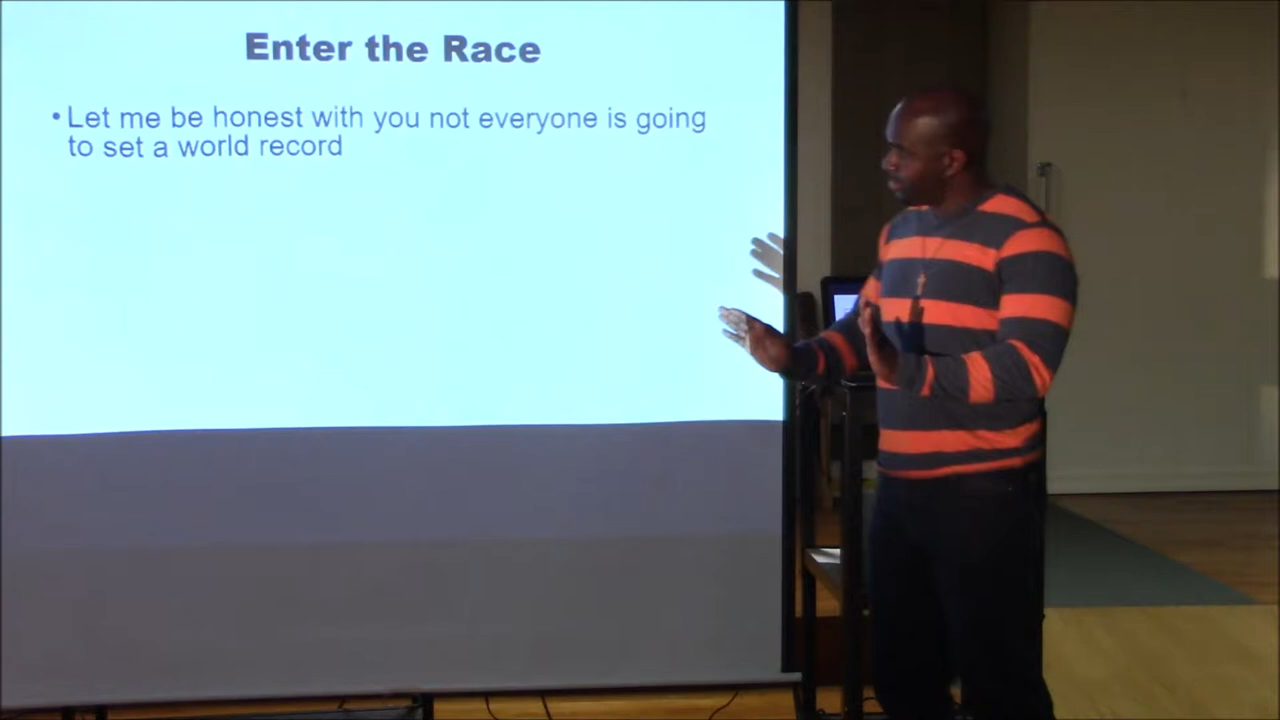 Enter the Race
• Let me be honest with you not everyone is going
to set a world record